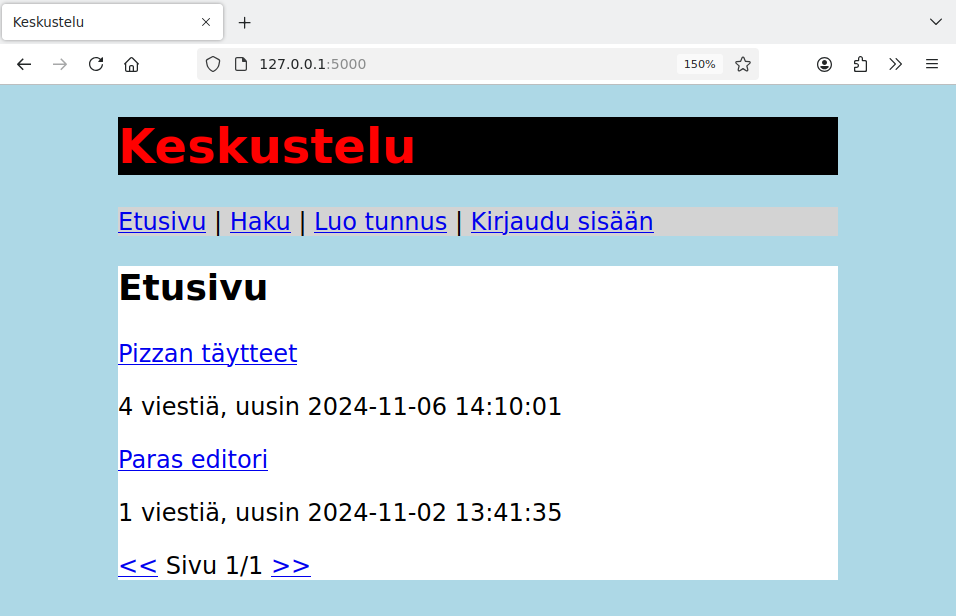 Keskustelu
127.0.0.1:5000
150%
Keskustelu
Etusivu | Haku | Luo tunnus | Kirjaudu sisään
Etusivu
Pizzan täytteet
4 viestiä, uusin 2024-11-06 14:10:01
Paras editori
1 viestiä, uusin 2024-11-02 13:41:35
<< Sivu 1/1 >>